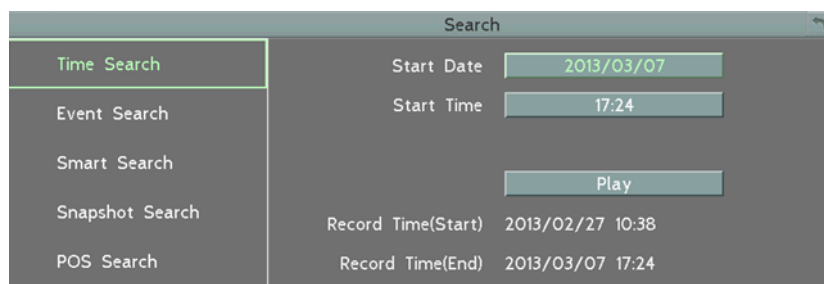 Search
Time Search
Event Search
Smart Search
Snapshot Search
POS Search
Start Date 2013/03/07
Start Time 17:24
Play
Record Time(Start) 2013/02/27 10:38
Record Time(End) 2013/03/07 17:24